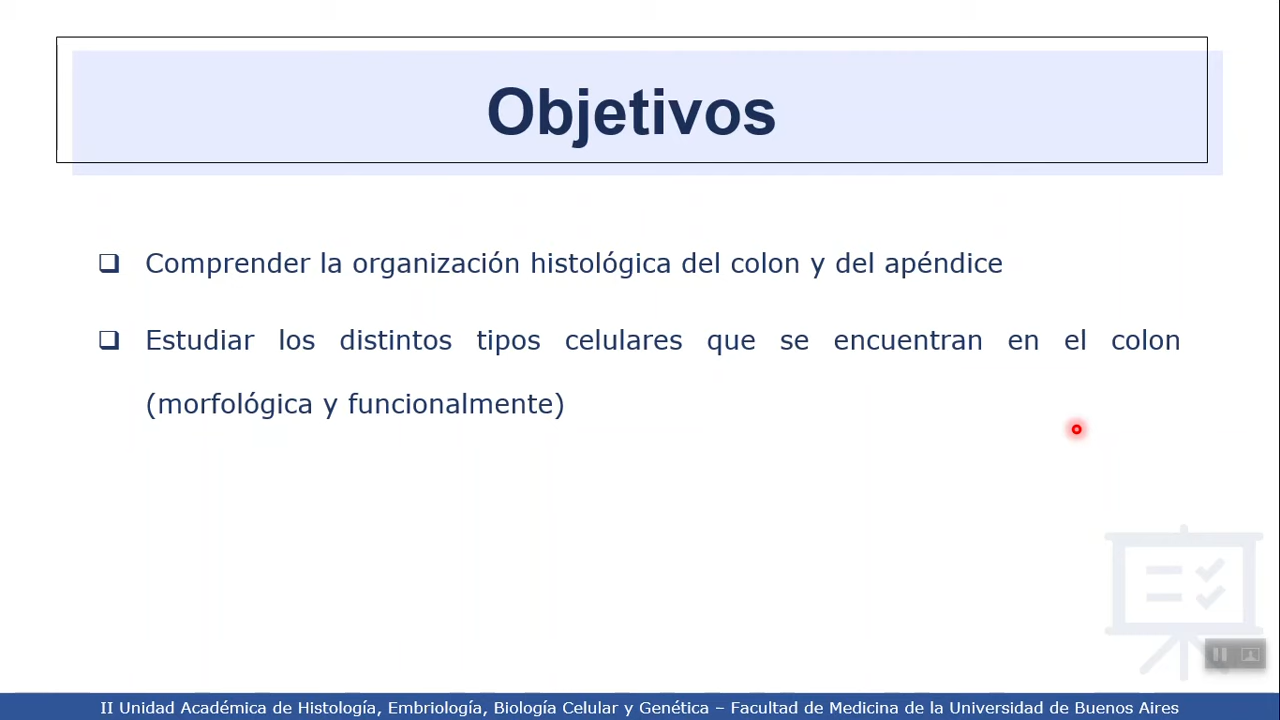 Objetivos
Comprender la organización histológica del colon y del apéndice
Estudiar los distintos tipos celulares que se encuentran en el colon
(morfológica y funcionalmente)
II Unidad Académica de Histología, Embriología, Biología Celular y Genética – Facultad de Medicina de la Universidad de Buenos Aires